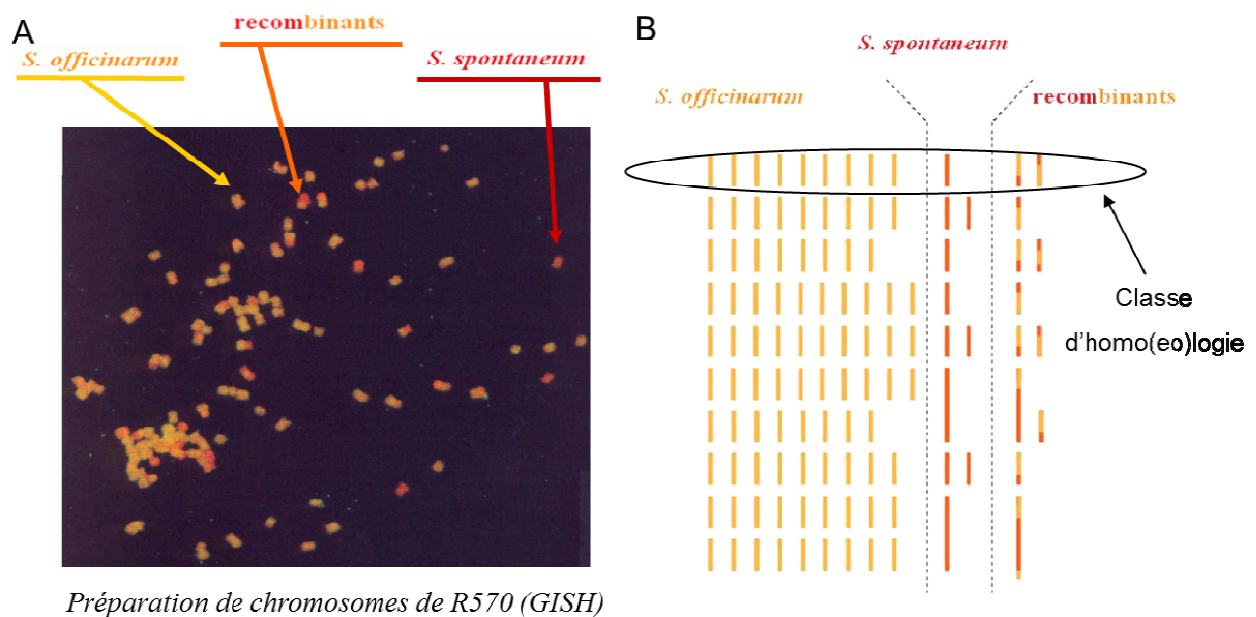 A
recombinants
S. officinarum
S. spontaneum
Préparation de chromosomes de R570 (GISH)
B
S. spontaneum
S. officinarum
recombinants
Classe
d'homo(eo)logie